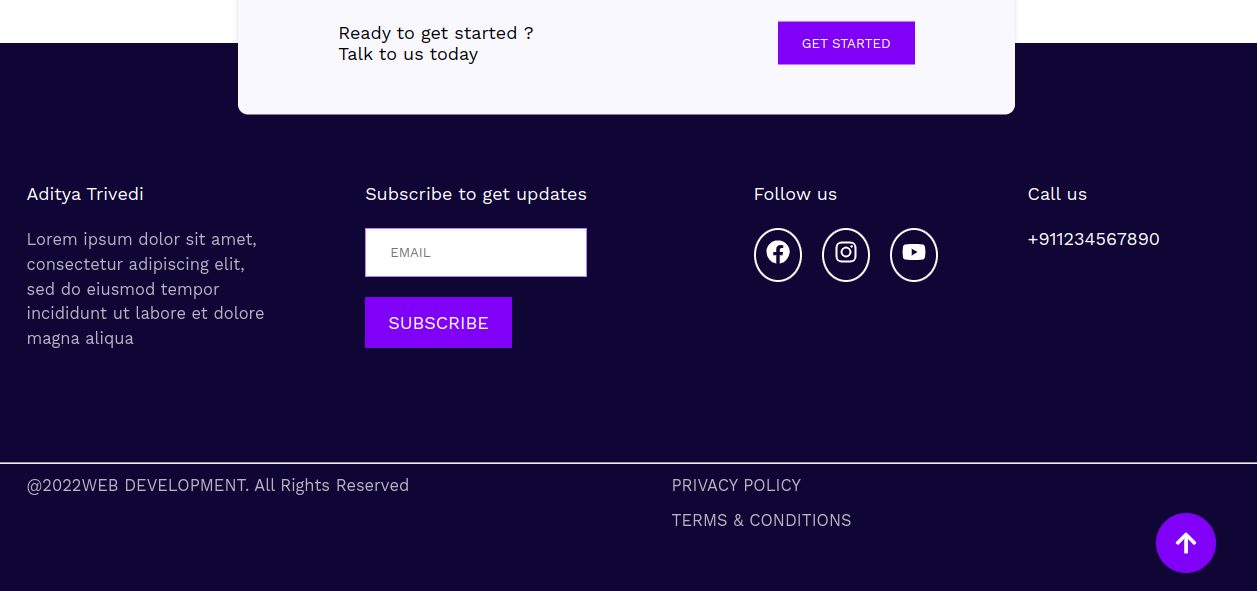 Ready to get started ?
Talk to us today
GET STARTED
Aditya Trivedi
Lorem ipsum dolor sit amet,
consectetur adipiscing elit,
sed do eiusmod tempor
incididunt ut labore et dolore
magna aliqua
Subscribe to get updates
EMAIL
SUBSCRIBE
Follow us
Call us
+911234567890
@2022WEB DEVELOPMENT. All Rights Reserved
PRIVACY POLICY
TERMS & CONDITIONS